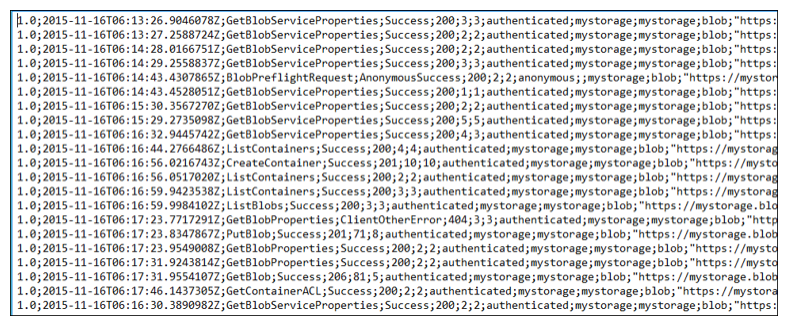 1.0;2015-11-16T06:13:26.9046078Z;GetBlobServiceProperties;Success;200;3;3;authenticated;mystorage;mystorage;blob;"https:
1.0;2015-11-16T06:13:27.2588724Z;GetBlobServiceProperties;Success;200;2;2;authenticated;mystorage;mystorage;blob;"https:
1.0;2015-11-16T06:14:28.0166751Z;GetBlobServiceProperties;Success;200;2;2;authenticated;mystorage;mystorage;blob;"https:
1.0;2015-11-16T06:14:29.2558837Z;GetBlobServiceProperties;Success;200;3;3;authenticated;mystorage;mystorage;blob;"https:
1.0;2015-11-16T06:14:43.4307865Z;BlobPreflightRequest;AnonymousSuccess;200;2;2;anonymous;;mystorage;blob;"https://mystor
1.0;2015-11-16T06:14:43.4528051Z;GetBlobServiceProperties;Success;200;1;1;authenticated;mystorage;mystorage;blob;"https:
1.0;2015-11-16T06:15:30.3567270Z;GetBlobServiceProperties;Success;200;2;2;authenticated;mystorage;mystorage;blob;"https:
1.0;2015-11-16T06:15:29.2735098Z;GetBlobServiceProperties;Success;200;5;5;authenticated;mystorage;mystorage;blob;"https:
1.0;2015-11-16T06:16:32.9445742Z;GetBlobServiceProperties;Success;200;4;3;authenticated;mystorage;mystorage;blob;"https:
1.0;2015-11-16T06:16:44.2766486Z;ListContainers;Success;200;4;4;authenticated;mystorage;mystorage;blob;"https://mystorag
1.0;2015-11-16T06:16:56.0216743Z;CreateContainer;Success;201;10;10;authenticated;mystorage;mystorage;blob;"https://mysto
1.0;2015-11-16T06:16:56.0517020Z;ListContainers;Success;200;2;2;authenticated;mystorage;mystorage;blob;"https://mystorag
1.0;2015-11-16T06:16:59.9423538Z;ListContainers;Success;200;3;3;authenticated;mystorage;mystorage;blob;"https://mystorag
1.0;2015-11-16T06:16:59.9984102Z;ListBlobs;Success;200;3;3;authenticated;mystorage;mystorage;blob;"https://mystorage.blo
1.0;2015-11-16T06:17:23.7717291Z;GetBlobProperties;ClientOtherError;404;3;3;authenticated;mystorage;mystorage;blob;"http
1.0;2015-11-16T06:17:23.8347867Z;PutBlob;Success;201;71;8;authenticated;mystorage;mystorage;blob;"https://mystorage.blob
1.0;2015-11-16T06:17:23.9549008Z;GetBlobProperties;Success;200;2;2;authenticated;mystorage;mystorage;blob;"https://mysto
1.0;2015-11-16T06:17:31.9243814Z;GetBlobProperties;Success;200;2;2;authenticated;mystorage;mystorage;blob;"https://mysto
1.0;2015-11-16T06:17:31.9554107Z;GetBlob;Success;206;81;5;authenticated;mystorage;mystorage;blob;"https://mystorage.blob
1.0;2015-11-16T06:17:46.1437305Z;GetContainerACL;Success;200;2;2;authenticated;mystorage;mystorage;blob;"https://mystora
1.0;2015-11-16T06:16:30.3890982Z;GetBlobServiceProperties;Success;200;2;2;authenticated;mystorage;mystorage;blob;"https: